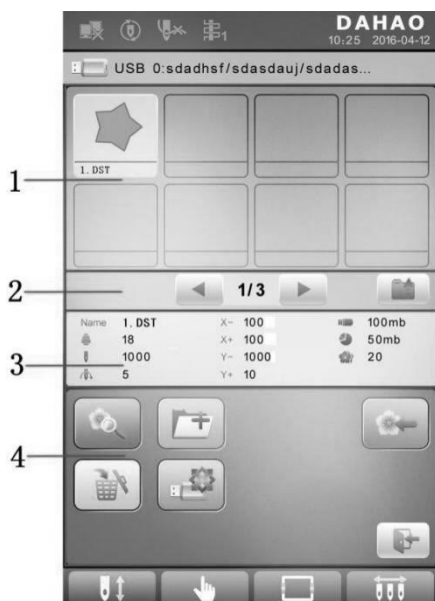 DAHAO
1 10:25 2016-04-12
USB 0:sdadhsf/sdasdauj/sdadas...
1. DST
1
2 1/3
Name 1. DST X- 100 100mb
18 X+ 100 50mb
3 1000 Y- 1000 20
5 Y+ 10
4